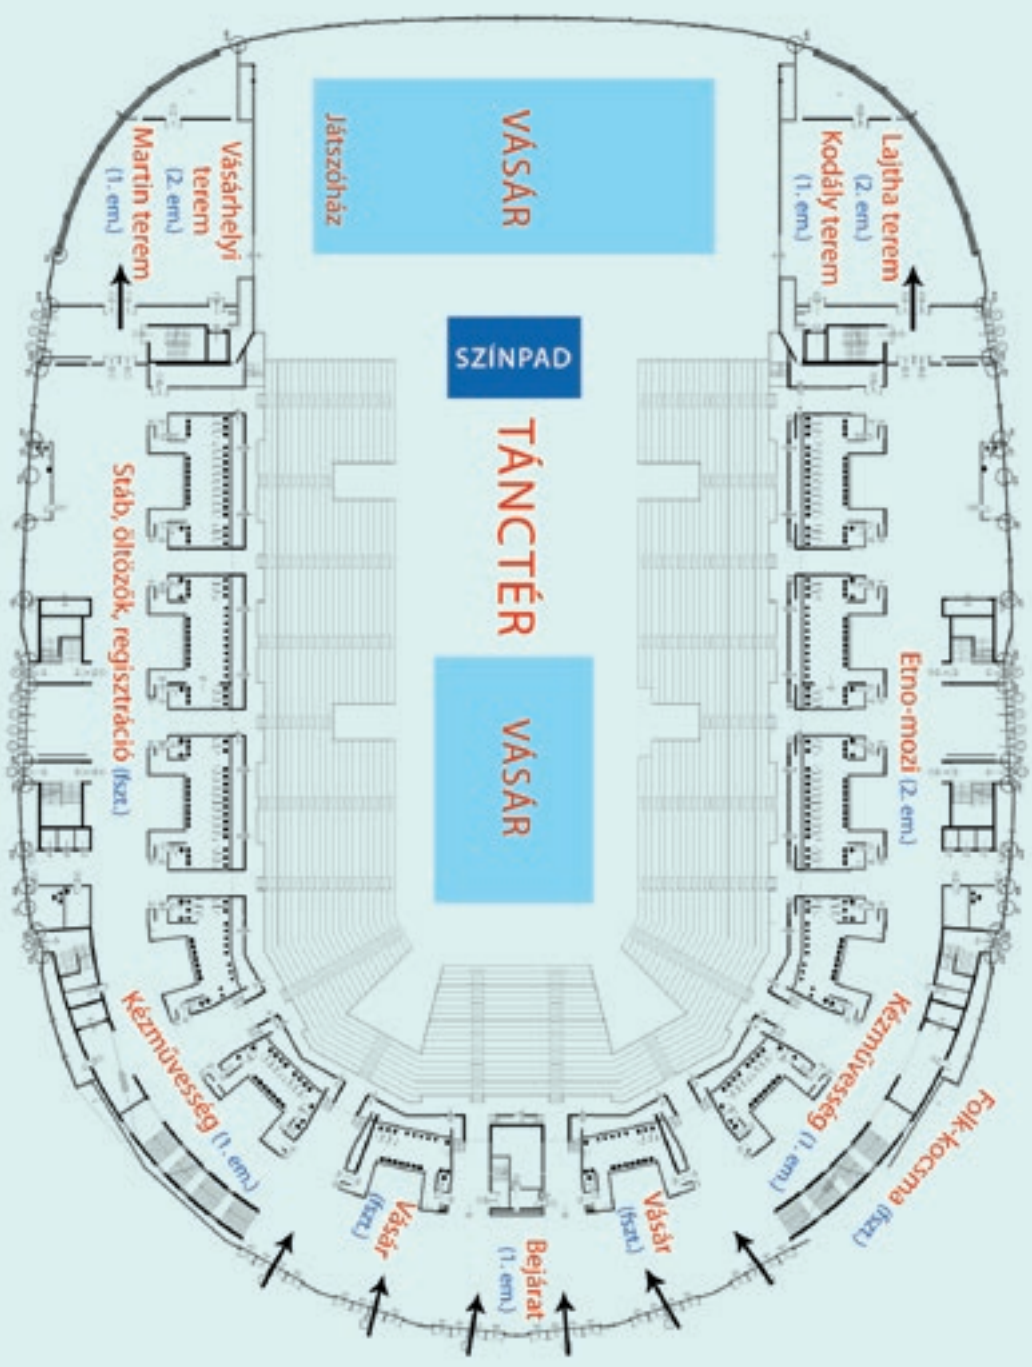 VÁSÁR
Játszóház
Vásárhelyi
terem
(2. em.)
Martin terem
(1. em.)
Lajtha terem
(2. em.)
Kodály terem
(1. em.)
SZÍNPAD
TÁNCTÉR
Stáb, öltözők, regisztráció (fszt.)
Etno-mozi (2. em.)
VÁSÁR
Kézművesség (1. em.)
Kézművesség (1. em.)
Folk-kocsma (fszt.)
Vásár
(fszt.)
Vásár
(fszt.)
Bejárat
(1. em.)